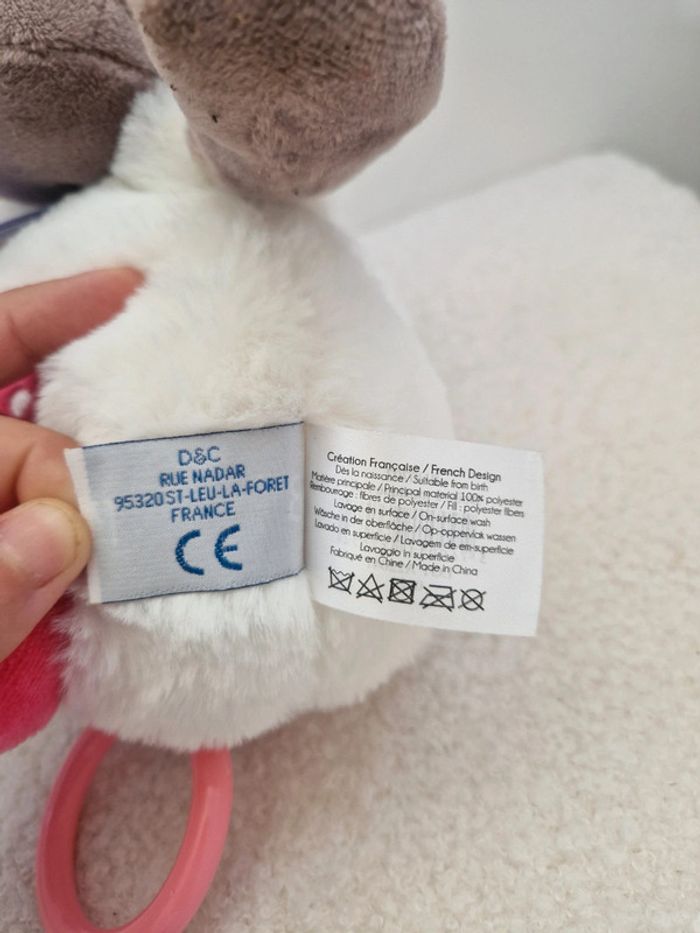 D&C
RUE NADAR
95320 ST-LEU-LA-FORET
FRANCE
CE
Création Française / French Design
Dès la naissance / Suitable from birth
Matière principale / Principal material 100% polyester
Rembourrage : fibres de polyester / Fill : polyester fibers
Lavage en surface / On-surface wash
Wäsche in der oberfläche / Op-oppervlak wassen
Lavado en superficie / Lavagem de em-superfície
Lavaggio in superficie
Fabriqué en Chine / Made in China